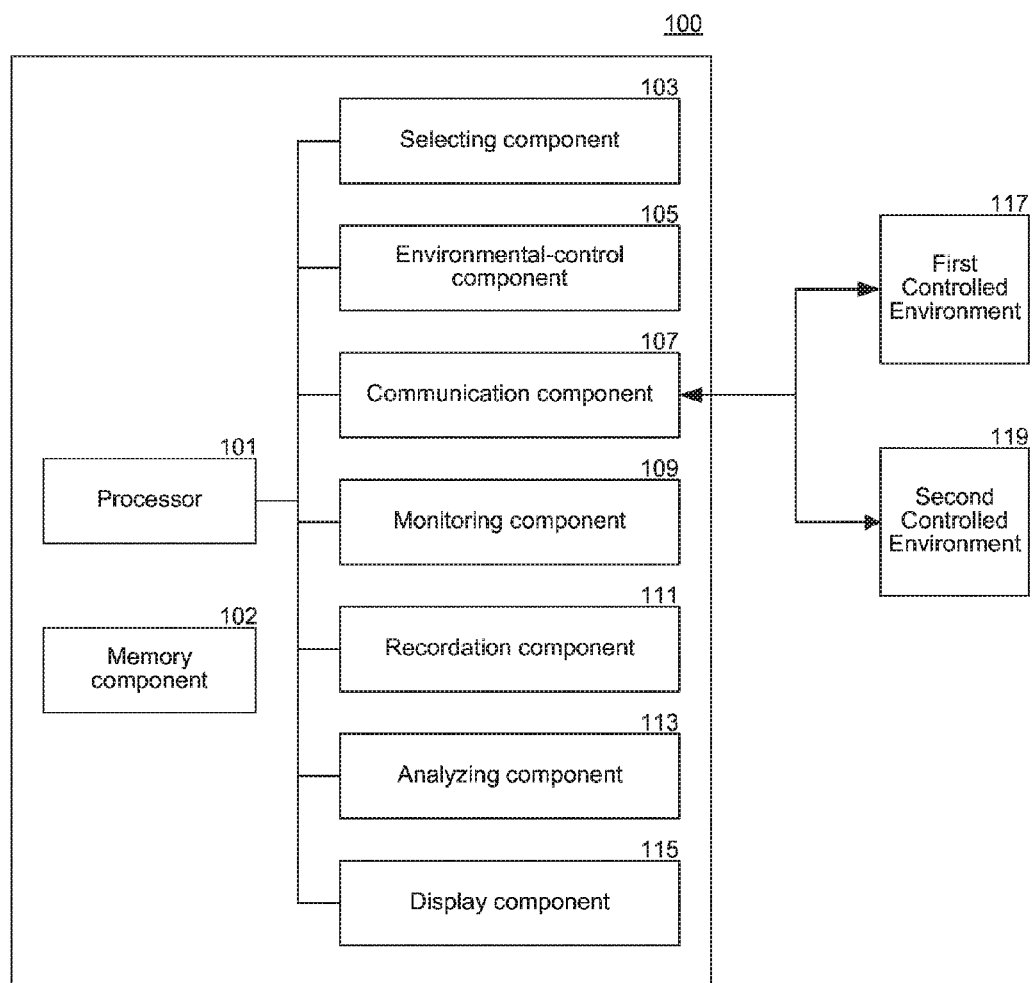 100
103
Selecting component
105
Environmental-control
component
107
Communication component
101
Processor
109
Monitoring component
102
Memory
component
111
Recordation component
113
Analyzing component
115
Display component
117
First
Controlled
Environment
119
Second
Controlled
Environment